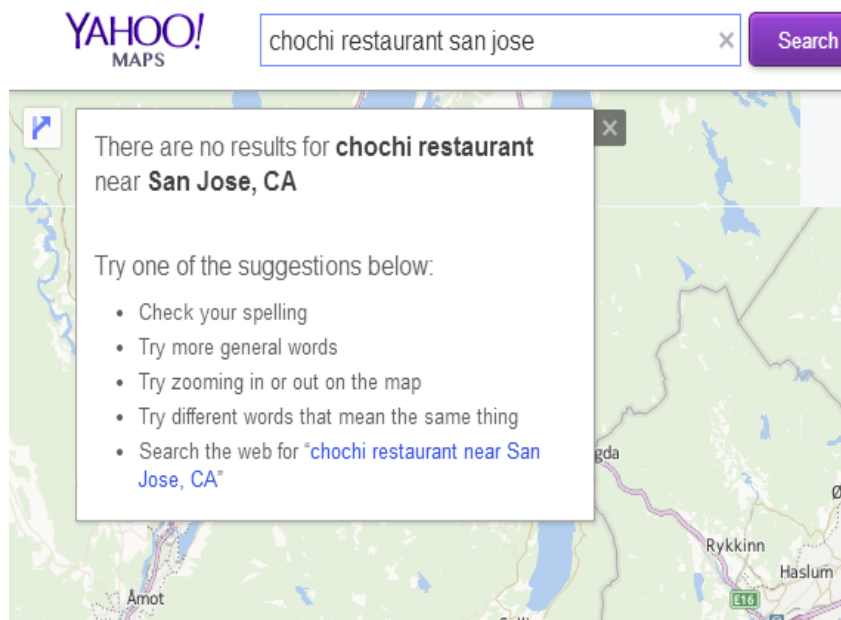 YAHOO!
MAPS
chochi restaurant san jose
Search
There are no results for chochi restaurant
near San Jose, CA
Try one of the suggestions below:
• Check your spelling
• Try more general words
• Try zooming in or out on the map
• Try different words that mean the same thing
• Search the web for “chochi restaurant near San
Jose, CA”
gda
Rykkinn
Haslum
E16
Åmot